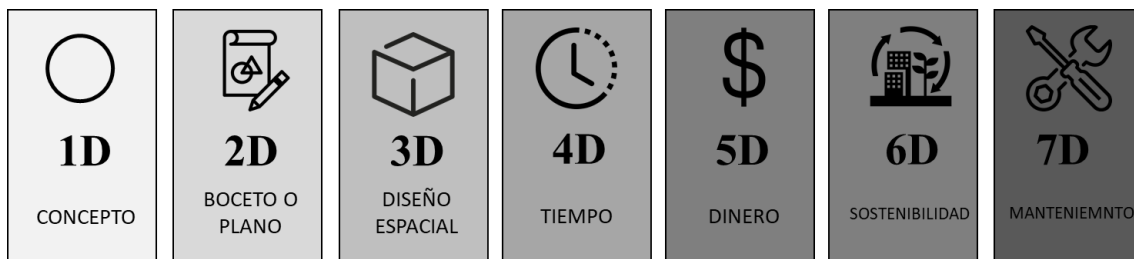 1D
CONCEPTO
2D
BOCETO O
PLANO
3D
DISEÑO
ESPACIAL
4D
TIEMPO
$
5D
DINERO
6D
SOSTENIBILIDAD
7D
MANTENIEMNTO